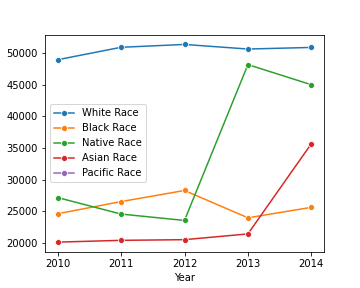 50000
45000
40000
35000
30000
25000
20000
White Race
Black Race
Native Race
Asian Race
Pacific Race
2010 2011 2012 2013 2014
Year